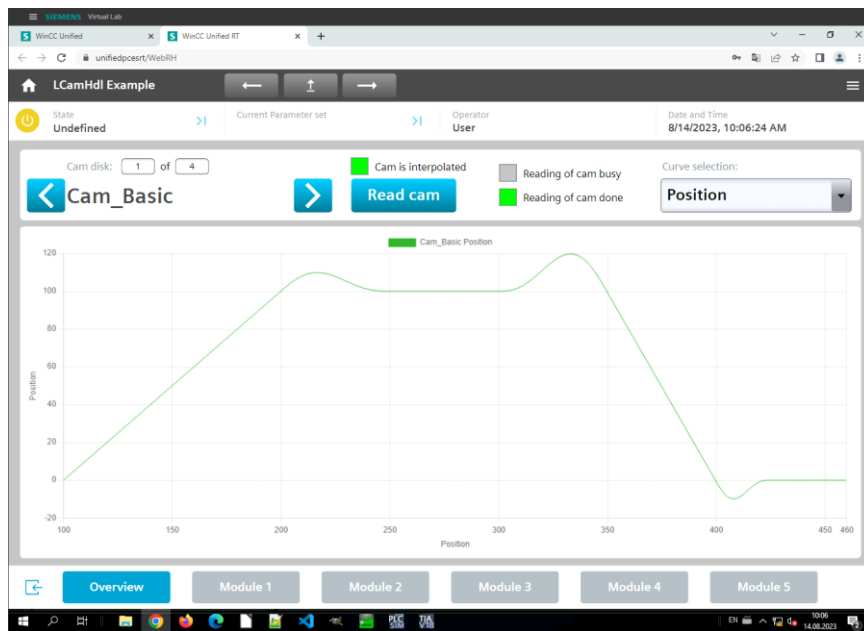 SIEMENS Virtual Lab
WinCC Unified
WinCC Unified RT
unifiedpcesrt/WebRH
LCamHdl Example
State
Undefined
Current Parameter set
Operator
User
Date and Time
8/14/2023, 10:06:24 AM
Cam disk: 1 of 4
Cam_Basic
Cam is interpolated
Read cam
Reading of cam busy
Reading of cam done
Curve selection:
Position
Cam_Basic Position
120
100
80
60
40
20
0
-20
Position
100 150 200 250 300 350 400 450 460
Position
Overview
Module 1
Module 2
Module 3
Module 4
Module 5
PLC
SIM
TIA
V18
EN
10:06
14.08.2023